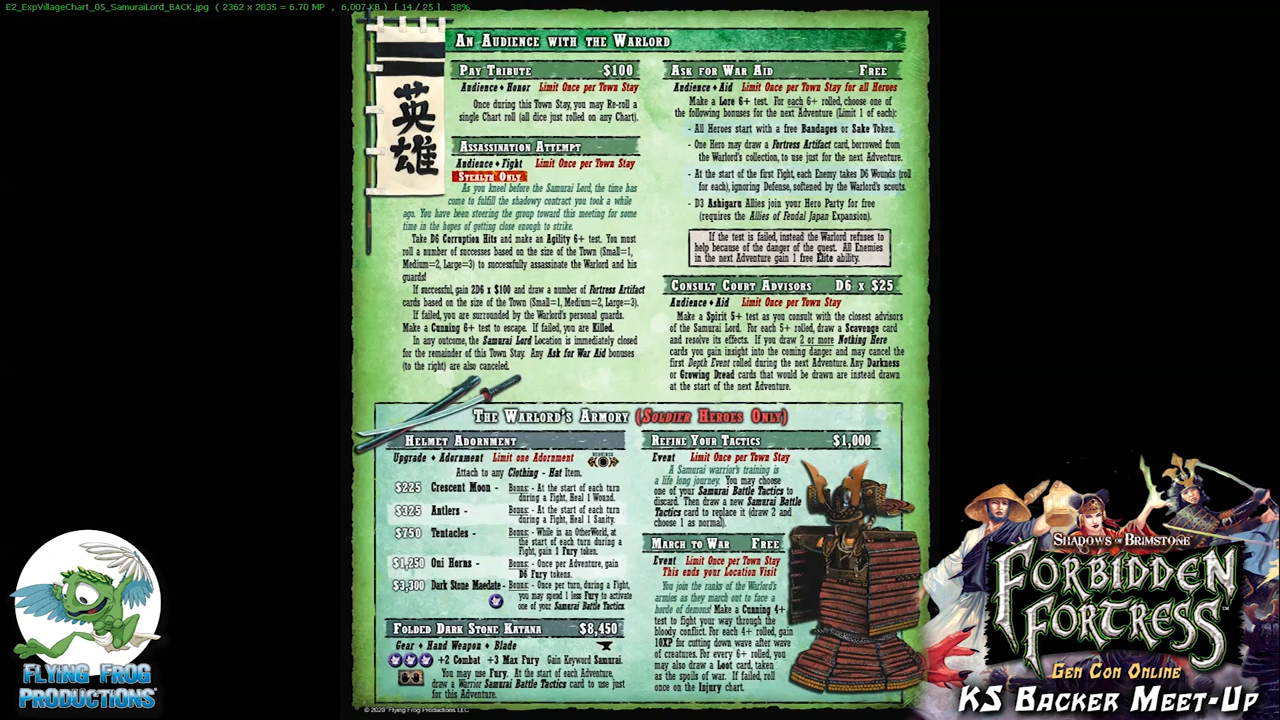 E2_ExpVillageChart_05_SamuraiLord_BACK.jpg ( 2362 x 2835 = 6.70 MP , 6,007 KB ) [ 14 / 25 ] 38%
英雄
An Audience with the Warlord
Pay Tribute -$100
Audience ♦ Honor Limit Once per Town Stay
Once during this Town Stay, you may Re-roll a
single Chart roll (all dice just rolled on any Chart).
Assassination Attempt
Audience ♦ Fight Limit Once per Town Stay
Stealth Only
As you kneel before the Samurai Lord, the time has
come to fulfill the shadowy contract you took a while
ago. You have been steering the group toward this meeting for some
time in the hopes of getting close enough to strike.
Take D6 Corruption Hits and make an Agility 6+ test. You must
roll a number of successes based on the size of the Town (Small=1,
Medium=2, Large=3) to successfully assassinate the Warlord and his
guards!
If successful, gain 2D6 x $100 and draw a number of Fortress Artifact
cards based on the size of Town (Small=1, Medium=2, Large=3).
If failed, you are surrounded by the Warlord's personal guards.
Make a Cunning 6+ test to escape. If failed, you are Killed.
In any outcome, the Samurai Lord Location is immediately closed
for the remainder of this Town Stay. Any Ask for War Aid bonuses
(to the right) are also canceled.
Ask for War Aid Free
Audience ♦ Aid Limit Once per Town Stay for all Heroes
Make a Lore 6+ test. For each 6+ rolled, choose one of
the following bonuses for the next Adventure (Limit 1 of each):
- All Heroes start with a free Bandages or Sake Token.
- One Hero may draw a Fortress Artifact card, borrowed from
the Warlord's collection, to use just for the next Adventure.
- At the start of the first Fight, each Enemy takes D6 Wounds (roll
for each), ignoring Defense, softened by the Warlord's scouts.
- D3 Ashigaru Allies join your Hero Party for free
(requires the Allies of Feudal Japan Expansion).
If the test is failed, instead the Warlord refuses to
help because of the danger of the quest. All Enemies
in the next Adventure gain 1 free Elite ability.
Consult Court Advisors D6 x $25
Audience ♦ Aid Limit Once per Town Stay
Make a Spirit 5+ test as you consult with the closest advisors
of the Samurai Lord. For each 5+ rolled, draw a Scavenge card
and resolve its effects. If you draw 2 or more Nothing Here
cards you gain insight into the coming danger and may cancel the
first Depth Event rolled during the next Adventure. Any Darkness
or Growing Dread cards that would be drawn are instead drawn
at the start of the next Adventure.
The Warlord's Armory (Soldier Heroes Only)
Helmet Adornment
Upgrade ♦ Adornment Limit one Adornment
Attach to any Clothing - Hat Item.
$225 Crescent Moon - Bonus: - At the start of each turn
during a Fight, Heal 1 Wound.
$325 Antlers - Bonus: - At the start of each turn
during a Fight, Heal 1 Sanity.
$750 Tentacles - Bonus: - While in an OtherWorld, at
the start of each turn during a
Fight, gain 1 Fury token.
$1,250 Oni Horns - Bonus: - Once per Adventure, gain
D6 Fury tokens.
$3,300 Dark Stone Maedate - Bonus: - Once per turn, during a Fight,
you may spend 1 less Fury to activate
one of your Samurai Battle Tactics.
Folded Dark Stone Katana $8,450
Gear ♦ Hand Weapon ♦ Blade
+2 Combat +3 Max Fury Gain Keyword Samurai.
You may use Fury. At the start of each Adventure,
draw a Warrior Samurai Battle Tactics card to use just
for this Adventure.
Refine Your Tactics $1,000
Event Limit Once per Town Stay
A Samurai warrior's training is
a life long journey. You may choose
one of your Samurai Battle Tactics to
discard. Then draw a new Samurai Battle
Tactics card to replace it (draw 2 and
choose 1 as normal).
March to War Free
Event Limit Once per Town Stay
This ends your Location Visit
You join the ranks of the Warlord's
armies as they march out to face a
horde of demons! Make a Cunning 4+
test to fight your way through the
bloody conflict. For each 4+ rolled, gain
10XP for cutting down wave after wave
of creatures. For every 6+ rolled, you
may also draw a Loot card, taken
as the spoils of war. If failed, roll
once on the Injury chart.
© 2020 Flying Frog Productions LLC
Flying Frog
Productions
Shadows of Brimstone
Forbidden
Fortress
Gen Con Online
KS Backer Meet-Up